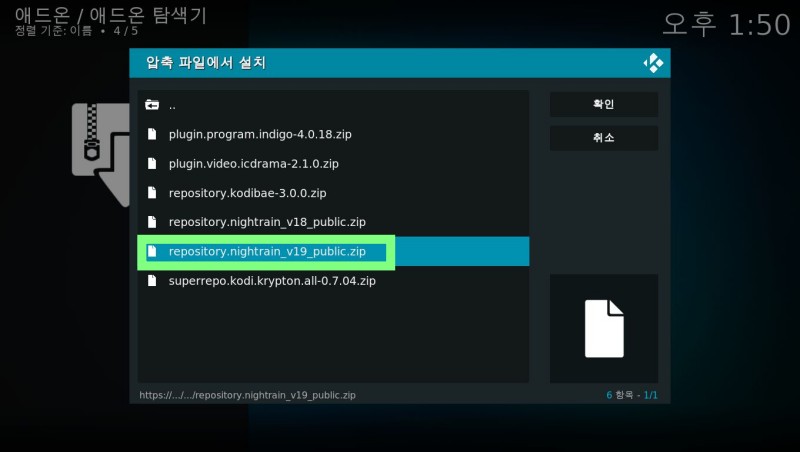 애드온 / 애드온 탐색기
정렬 기준: 이름 • 4 / 5
오후 1:50
압축 파일에서 설치
..
plugin.program.indigo-4.0.18.zip
plugin.video.icdrama-2.1.0.zip
repository.kodibae-3.0.0.zip
repository.nightrain_v18_public.zip
repository.nightrain_v19_public.zip
superrepo.kodi.krypton.all-0.7.04.zip
확인
취소
https://.../.../repository.nightrain_v19_public.zip
6 항목 - 1/1